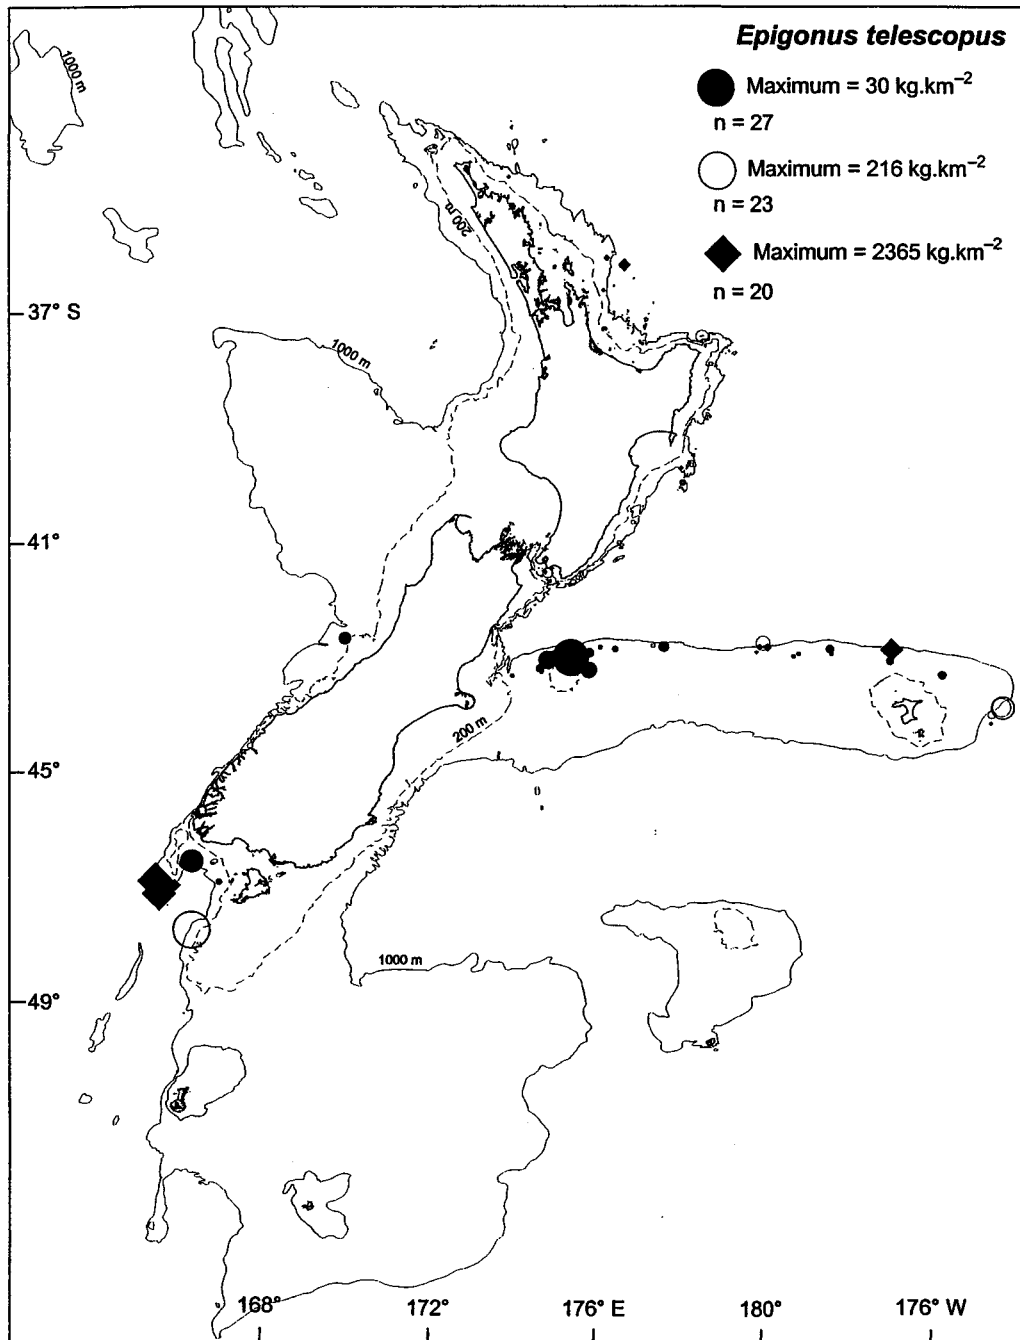 Epigonus telescopus
Maximum = 30 kg.km⁻²
n = 27
Maximum = 216 kg.km⁻²
n = 23
Maximum = 2365 kg.km⁻²
n = 20
1000 m
200 m
37° S
1000 m
41°
200 m
45°
1000 m
49°
168°
172°
176° E
180°
176° W